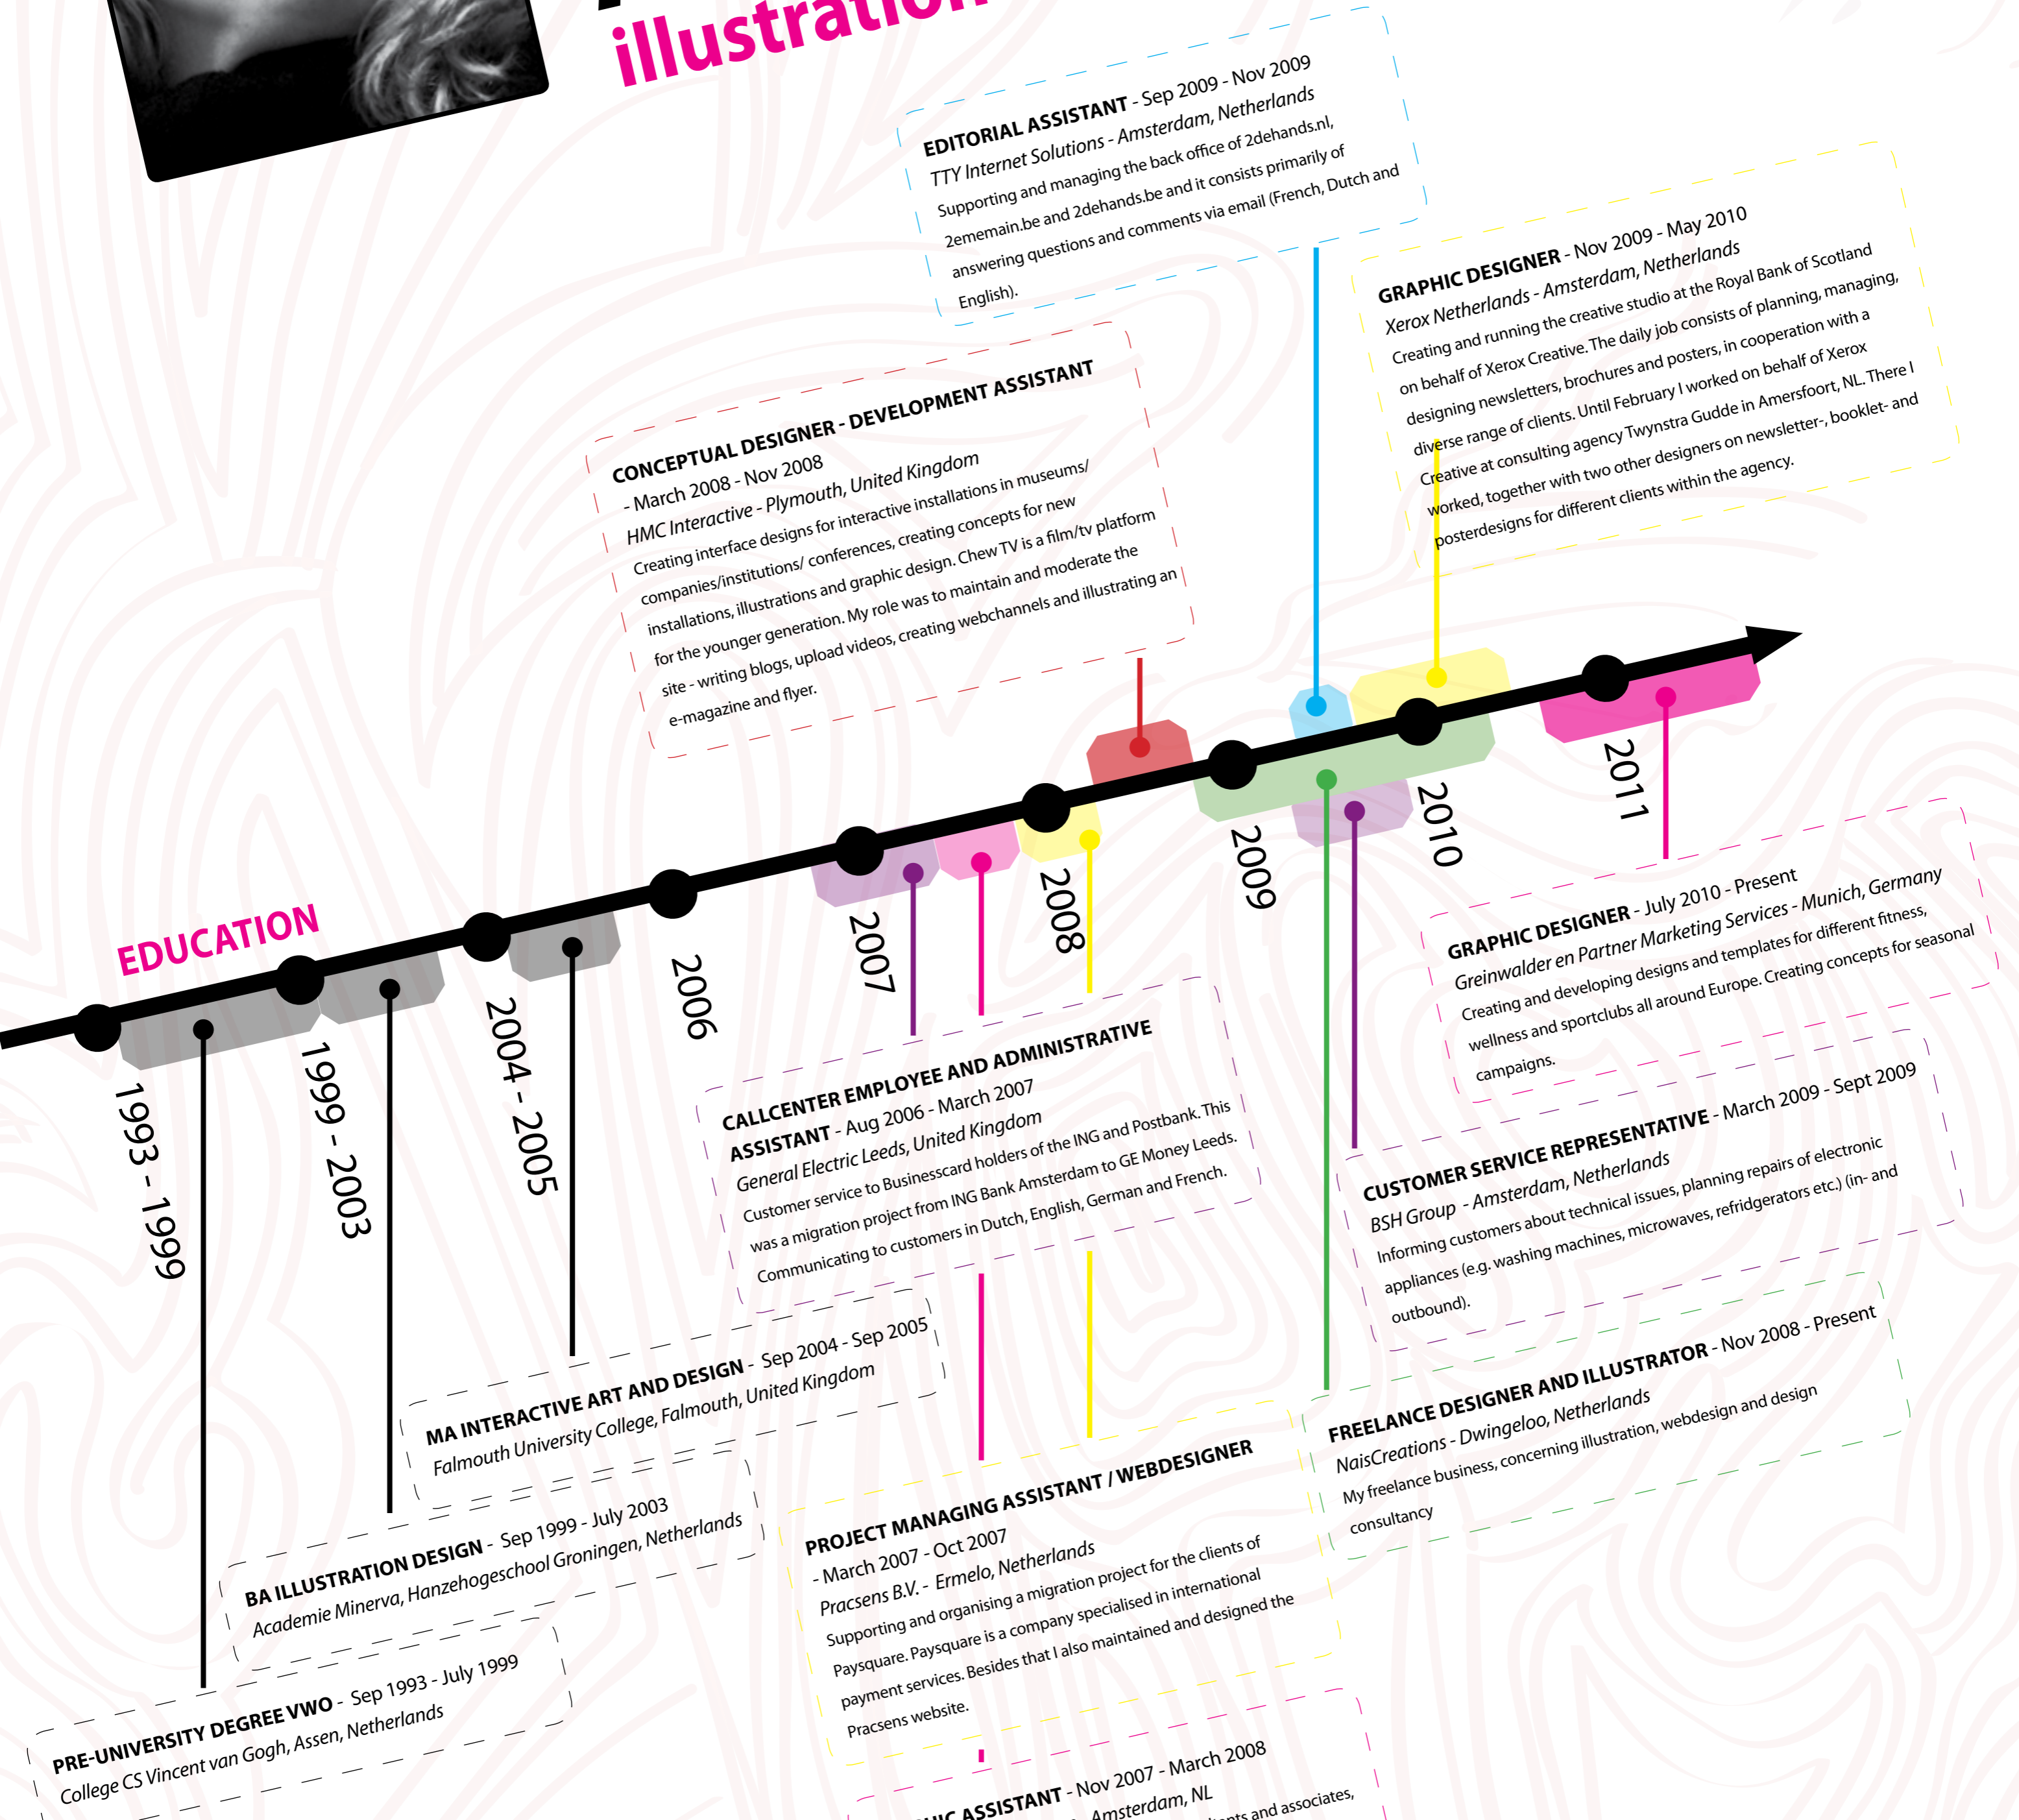 illustration
EDITORIAL ASSISTANT - Sep 2009 - Nov 2009
TTY Internet Solutions - Amsterdam, Netherlands
Supporting and managing the back office of 2dehands.nl,
2ememain.be and 2dehands.be and it consists primarily of
answering questions and comments via email (French, Dutch and
English).
GRAPHIC DESIGNER - Nov 2009 - May 2010
Xerox Netherlands - Amsterdam, Netherlands
Creating and running the creative studio at the Royal Bank of Scotland
on behalf of Xerox Creative. The daily job consists of planning, managing,
designing newsletters, brochures and posters, in cooperation with a
diverse range of clients. Until February I worked on behalf of Xerox
Creative at consulting agency Twynstra Gudde in Amersfoort, NL. There I
worked, together with two other designers on newsletter-, booklet- and
posterdesigns for different clients within the agency.
CONCEPTUAL DESIGNER - DEVELOPMENT ASSISTANT
- March 2008 - Nov 2008
HMC Interactive - Plymouth, United Kingdom
Creating interface designs for interactive installations in museums/
companies/institutions/ conferences, creating concepts for new
installations, illustrations and graphic design. Chew TV is a film/tv platform
for the younger generation. My role was to maintain and moderate the
site - writing blogs, upload videos, creating webchannels and illustrating an
e-magazine and flyer.
EDUCATION
1993 - 1999
1999 - 2003
2004 - 2005
2006
2007
2008
2009
2010
2011
GRAPHIC DESIGNER - July 2010 - Present
Greinwalder en Partner Marketing Services - Munich, Germany
Creating and developing designs and templates for different fitness,
wellness and sportclubs all around Europe. Creating concepts for seasonal
campaigns.
CALLCENTER EMPLOYEE AND ADMINISTRATIVE
ASSISTANT - Aug 2006 - March 2007
General Electric Leeds, United Kingdom
Customer service to Businesscard holders of the ING and Postbank. This
was a migration project from ING Bank Amsterdam to GE Money Leeds.
Communicating to customers in Dutch, English, German and French.
CUSTOMER SERVICE REPRESENTATIVE - March 2009 - Sept 2009
BSH Group - Amsterdam, Netherlands
Informing customers about technical issues, planning repairs of electronic
appliances (e.g. washing machines, microwaves, refridgerators etc.) (in- and
outbound).
MA INTERACTIVE ART AND DESIGN - Sep 2004 - Sep 2005
Falmouth University College, Falmouth, United Kingdom
FREELANCE DESIGNER AND ILLUSTRATOR - Nov 2008 - Present
NaisCreations - Dwingeloo, Netherlands
My freelance business, concerning illustration, webdesign and design
consultancy
BA ILLUSTRATION DESIGN - Sep 1999 - July 2003
Academie Minerva, Hanzehogeschool Groningen, Netherlands
PROJECT MANAGING ASSISTANT / WEBDESIGNER
- March 2007 - Oct 2007
Pracsens B.V. - Ermelo, Netherlands
Supporting and organising a migration project for the clients of
Paysquare. Paysquare is a company specialised in international
payment services. Besides that I also maintained and designed the
Pracsens website.
PRE-UNIVERSITY DEGREE VWO - Sep 1993 - July 1999
College CS Vincent van Gogh, Assen, Netherlands
ASSISTANT - Nov 2007 - March 2008
Amsterdam, NL
and associates,